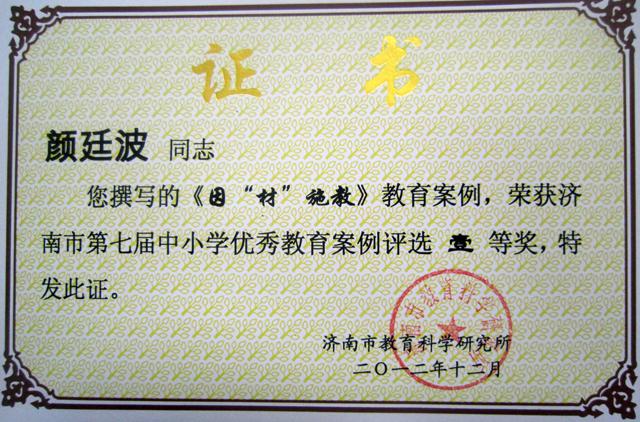 证 书
颜廷波 同志
您撰写的《因“材”施教》教育案例，荣获济
南市第七届中小学优秀教育案例评选 壹 等奖，特
发此证。
济南市教育科学研究所
二〇一二年十二月